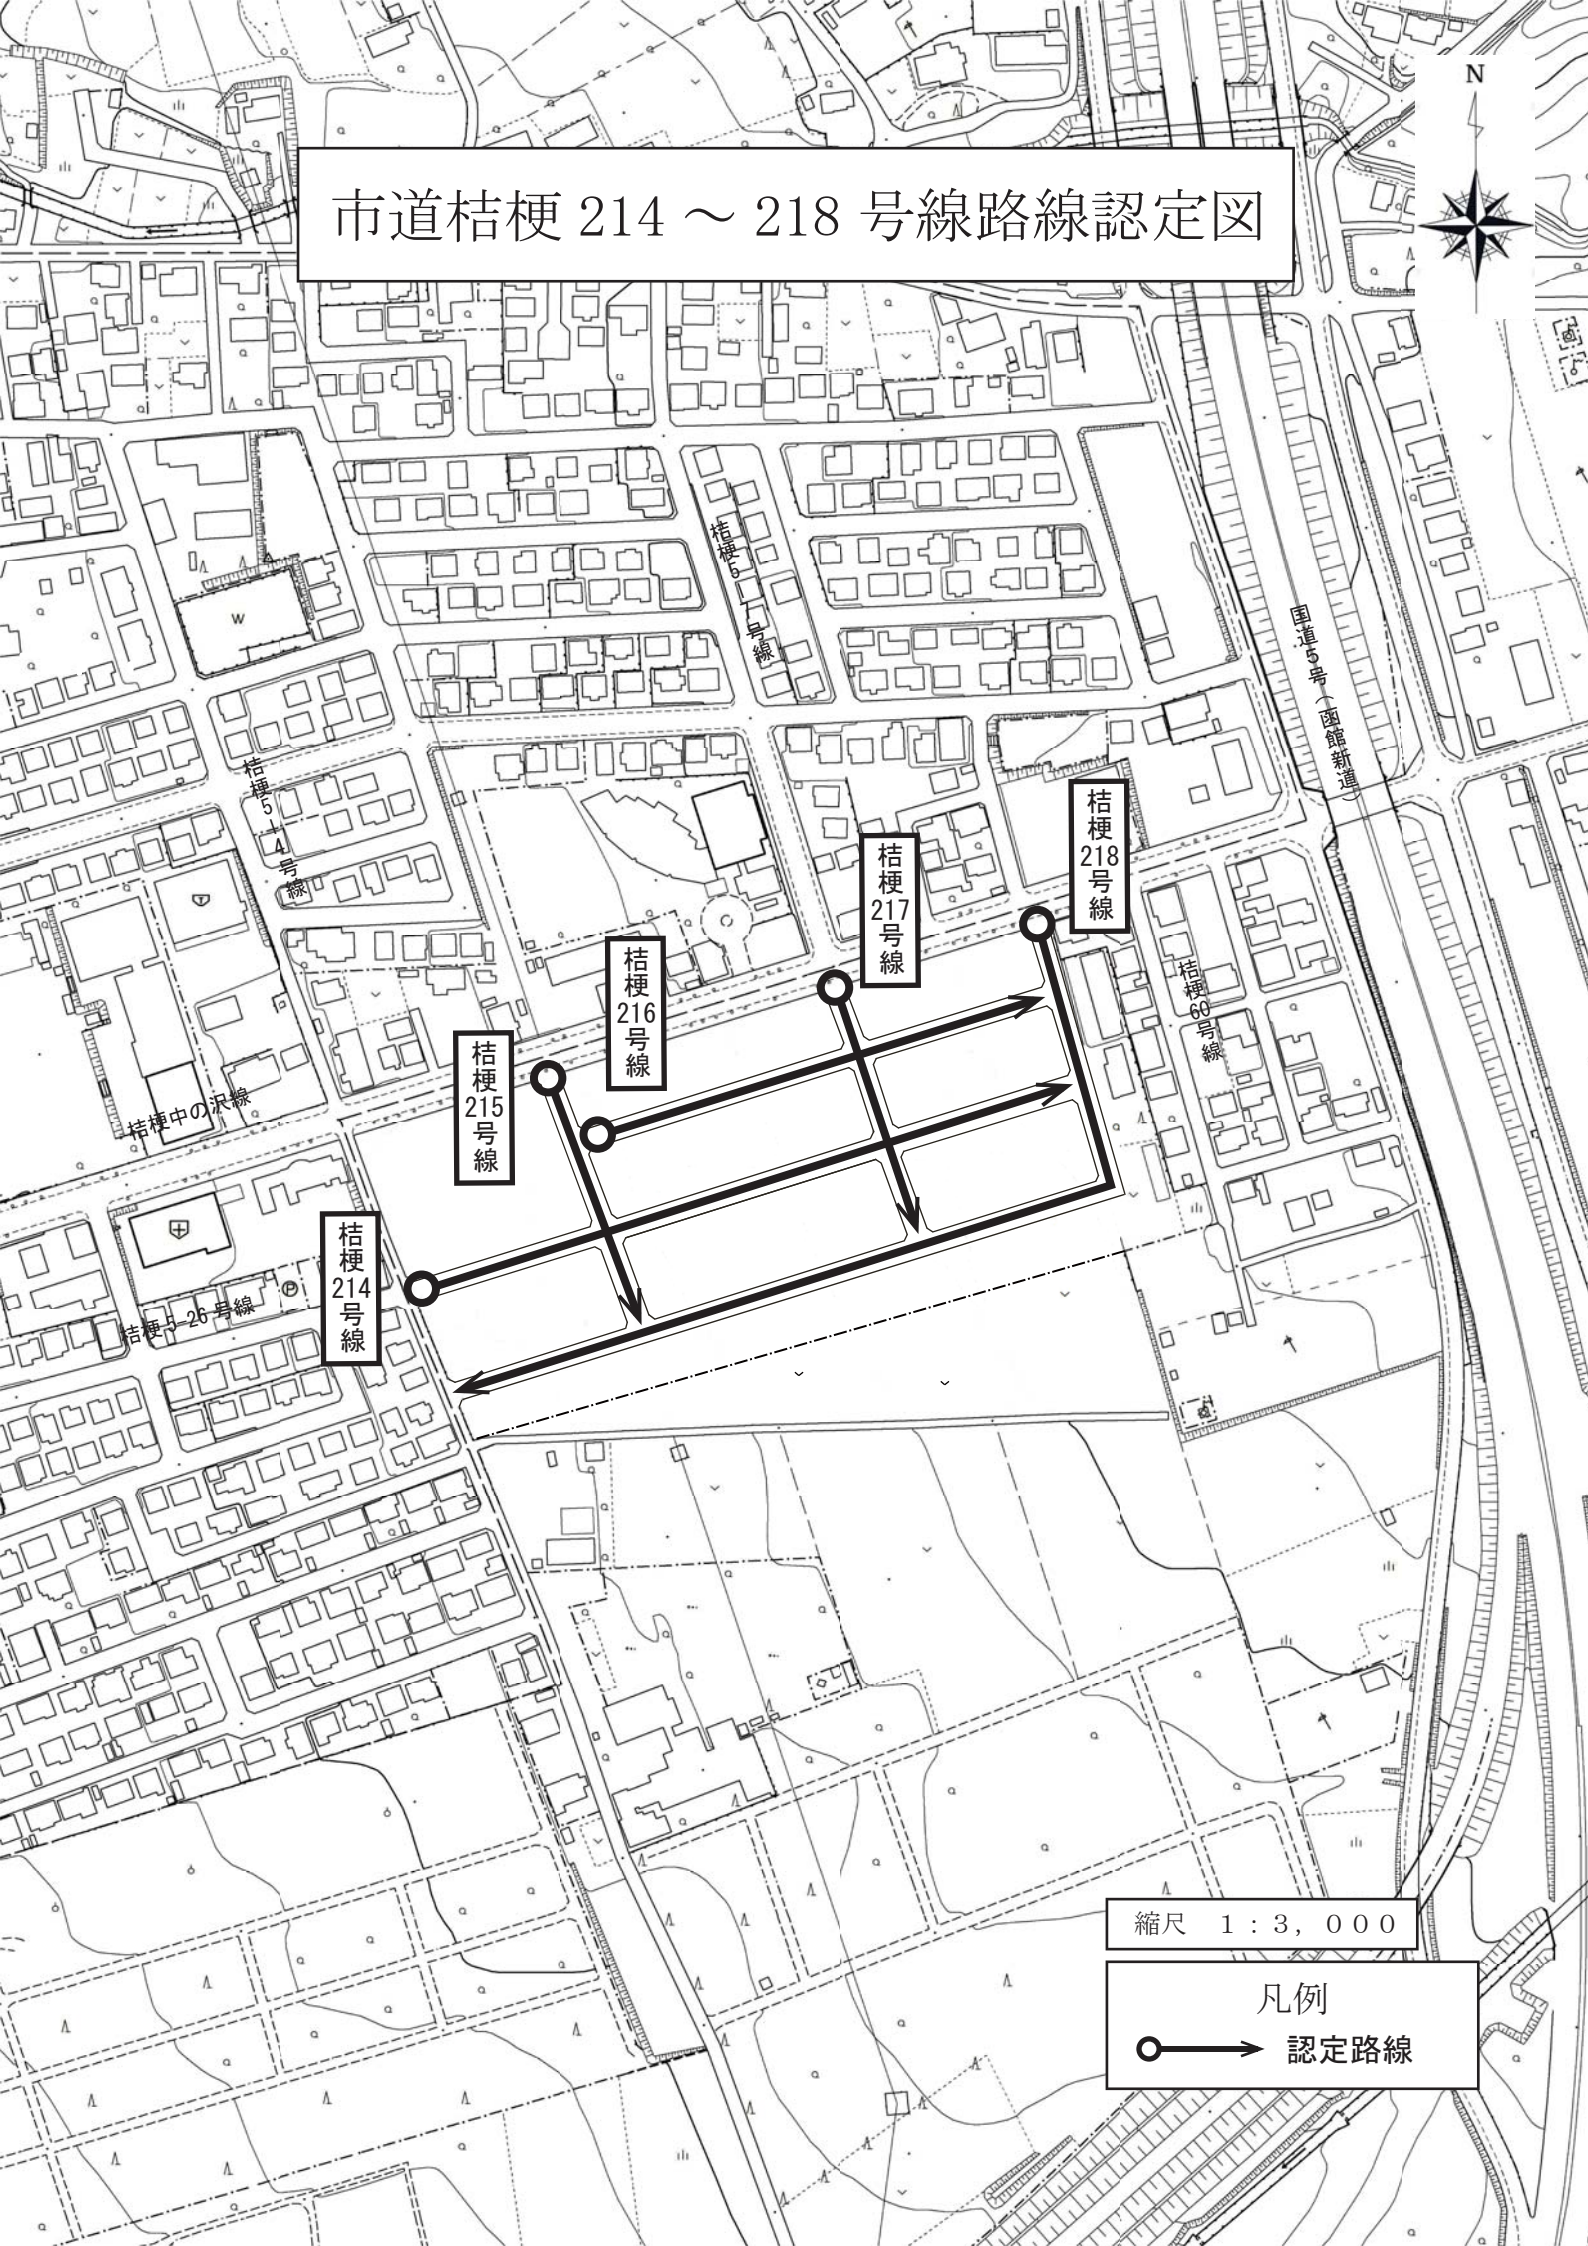 N
市道桔梗 214 ～ 218 号線路線認定図
桔梗5-7号線
国道5号（函館新道）
桔梗5-4号線
桔梗218号線
桔梗217号線
桔梗216号線
桔梗60号線
桔梗215号線
桔梗中の沢線
桔梗214号線
桔梗5-26号線
W
P
縮尺　１：３，０００
凡例
認定路線